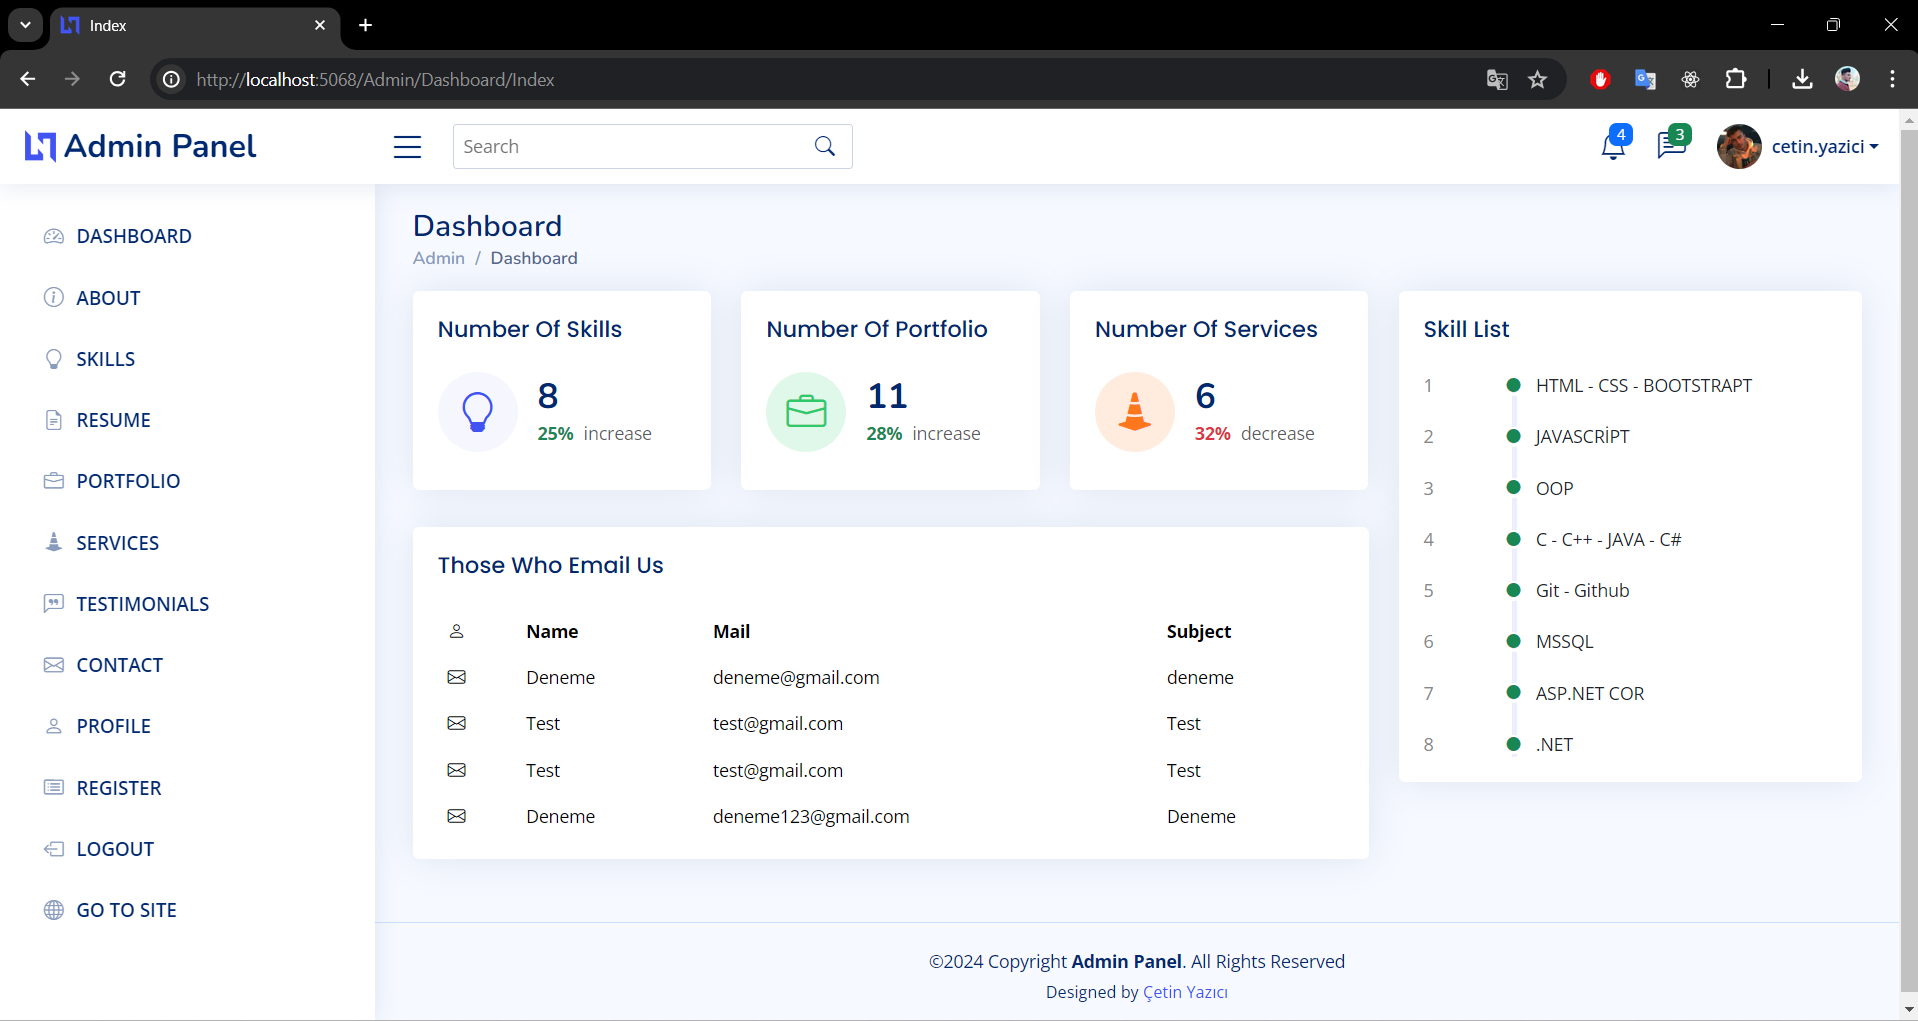 Index
http://localhost:5068/Admin/Dashboard/Index
Admin Panel
Search
4
3
cetin.yazici
DASHBOARD
ABOUT
SKILLS
RESUME
PORTFOLIO
SERVICES
TESTIMONIALS
CONTACT
PROFILE
REGISTER
LOGOUT
GO TO SITE
Dashboard
Admin / Dashboard
Number Of Skills
8
25% increase
Number Of Portfolio
11
28% increase
Number Of Services
6
32% decrease
Those Who Email Us
Name Mail Subject
Deneme deneme@gmail.com deneme
Test test@gmail.com Test
Test test@gmail.com Test
Deneme deneme123@gmail.com Deneme
Skill List
1 HTML - CSS - BOOTSTRAPT
2 JAVASCRİPT
3 OOP
4 C - C++ - JAVA - C#
5 Git - Github
6 MSSQL
7 ASP.NET COR
8 .NET
©2024 Copyright Admin Panel. All Rights Reserved
Designed by Çetin Yazıcı